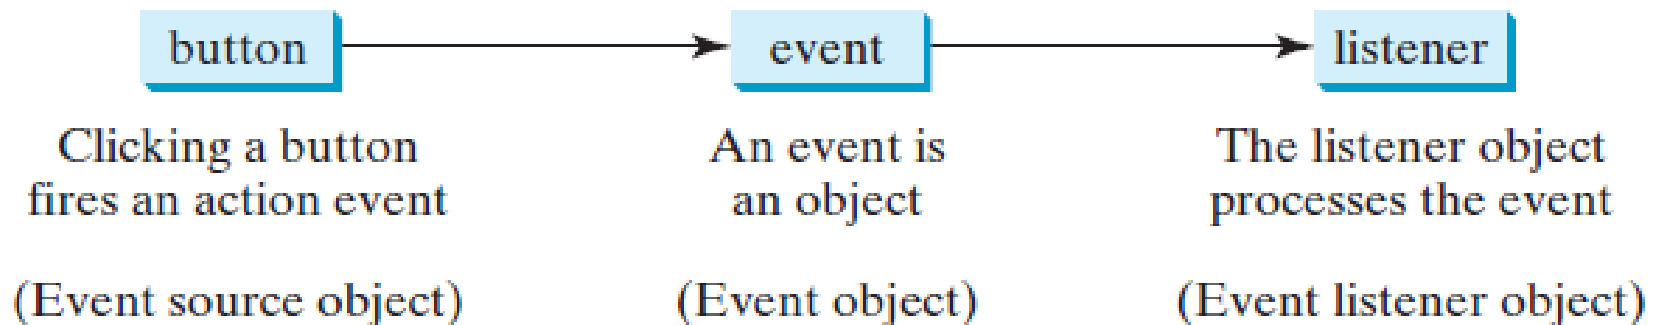 button
event
listener
Clicking a button
fires an action event
An event is
an object
The listener object
processes the event
(Event source object)
(Event object)
(Event listener object)